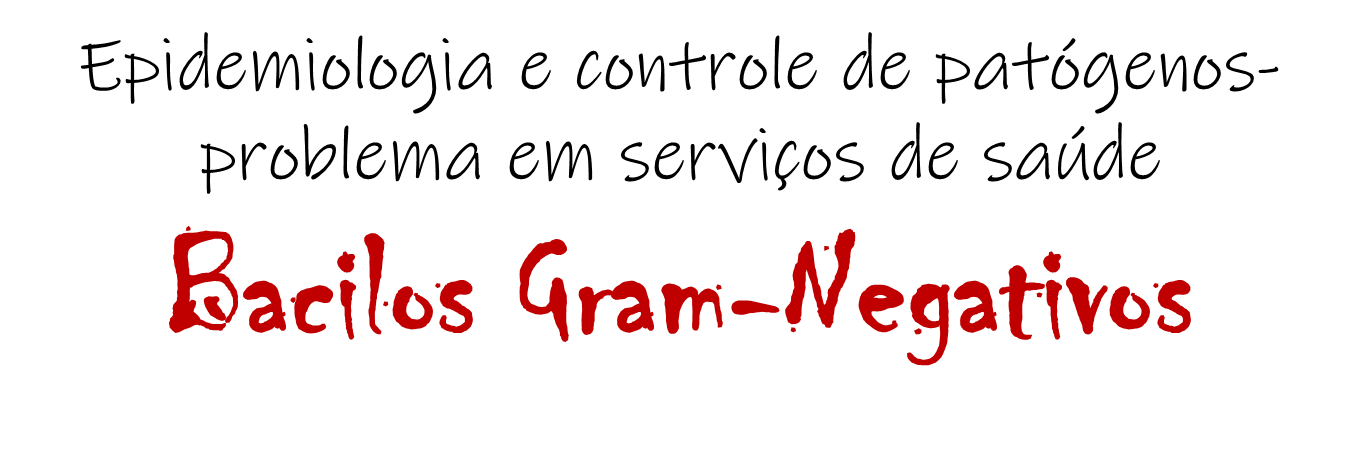 Epidemiologia e controle de patógenos-
problema em serviços de saúde
Bacilos Gram-Negativos